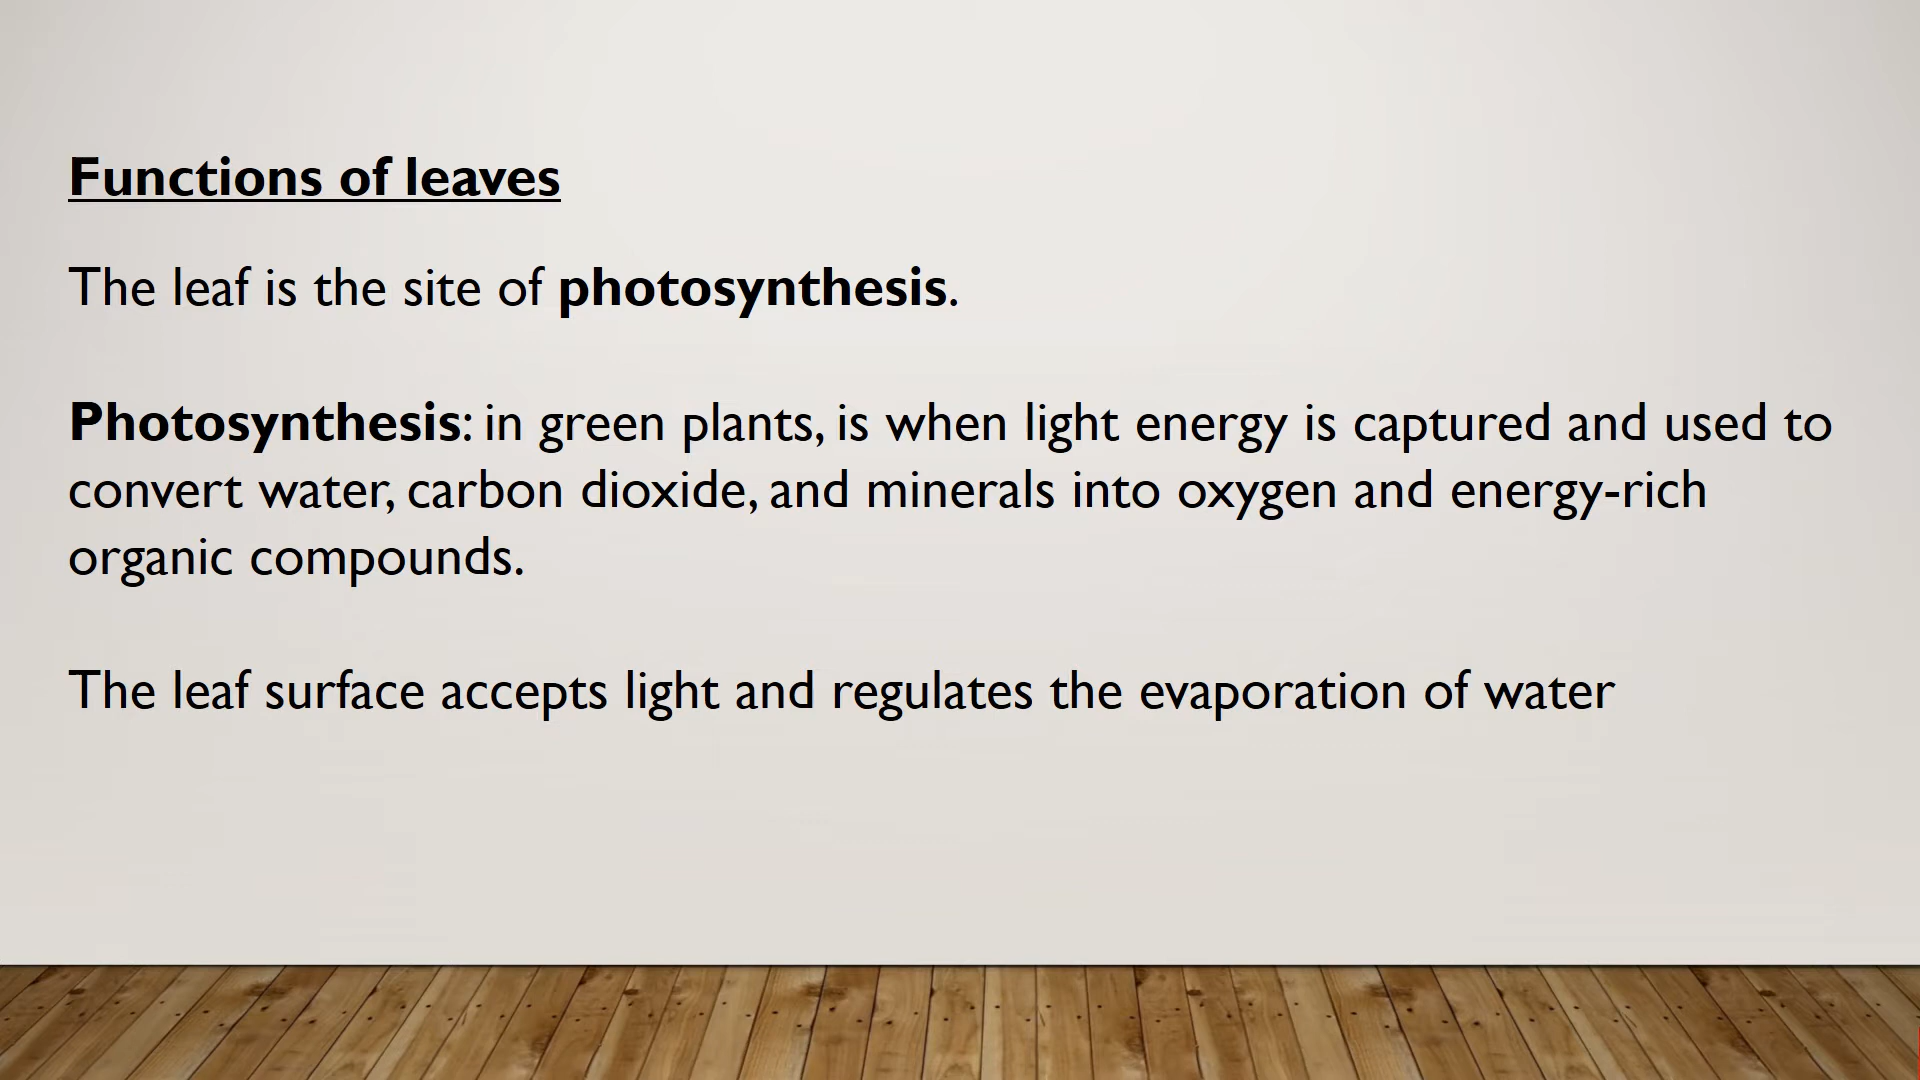 Functions of leaves
The leaf is the site of photosynthesis.
Photosynthesis: in green plants, is when light energy is captured and used to
convert water, carbon dioxide, and minerals into oxygen and energy-rich
organic compounds.
The leaf surface accepts light and regulates the evaporation of water